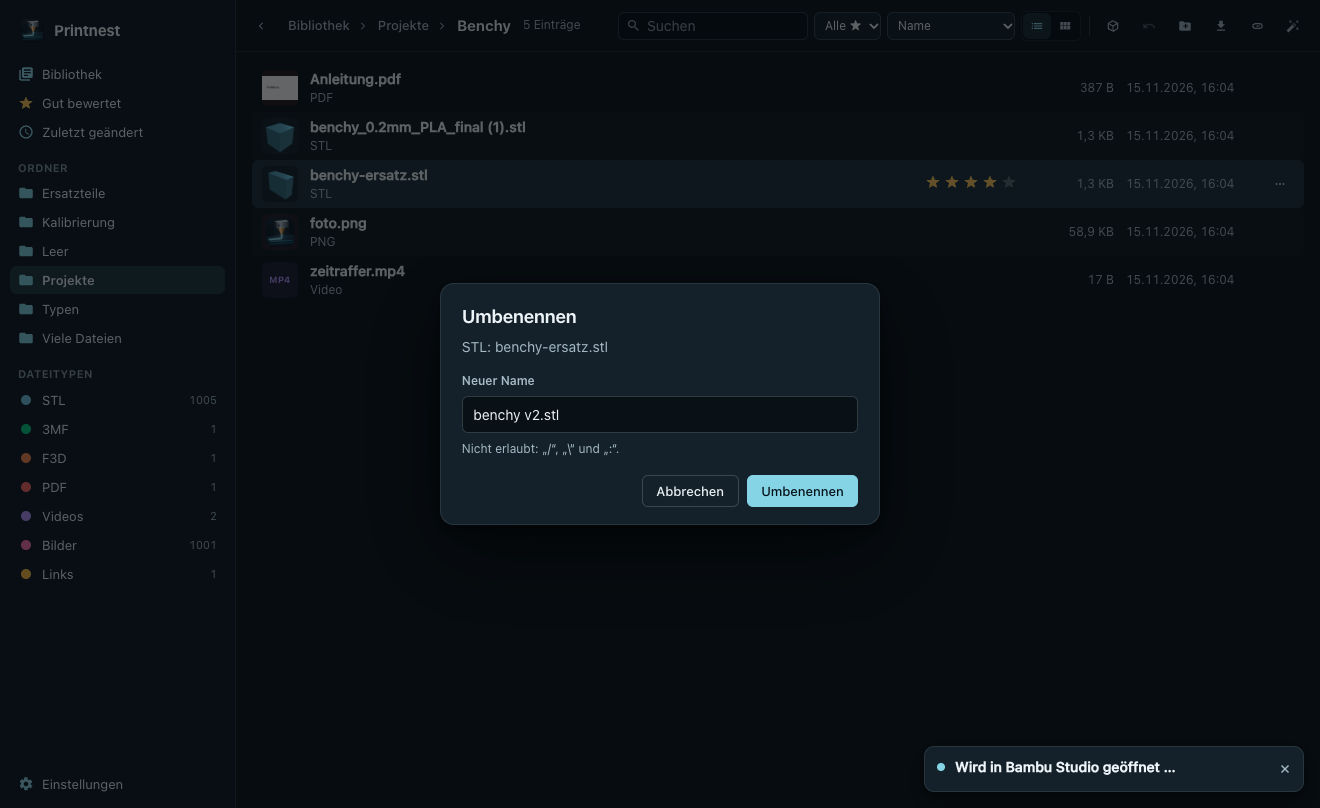 Printnest
Bibliothek
Gut bewertet
Zuletzt geändert
ORDNER
Ersatzteile
Kalibrierung
Leer
Projekte
Typen
Viele Dateien
DATEITYPEN
STL 1005
3MF 1
F3D 1
PDF 1
Videos 2
Bilder 1001
Links 1
Einstellungen
‹ Bibliothek › Projekte › Benchy 5 Einträge Suchen Alle ★ Name
Anleitung.pdf
PDF
387 B 15.11.2026, 16:04
benchy_0.2mm_PLA_final (1).stl
STL
1,3 KB 15.11.2026, 16:04
benchy-ersatz.stl
STL
1,3 KB 15.11.2026, 16:04 ...
foto.png
PNG
58,9 KB 15.11.2026, 16:04
MP4
zeitraffer.mp4
Video
17 B 15.11.2026, 16:04
Umbenennen
STL: benchy-ersatz.stl
Neuer Name
benchy v2.stl
Nicht erlaubt: „/“, „\“ und „:“.
Abbrechen Umbenennen
Wird in Bambu Studio geöffnet … ×